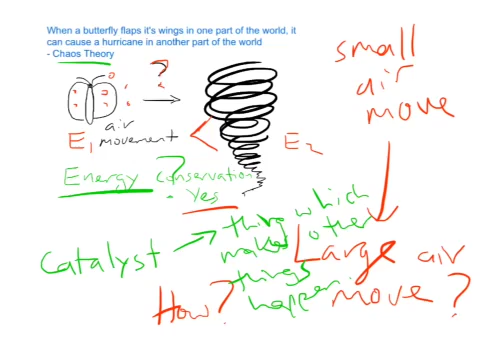 When a butterfly flaps it's wings in one part of the world, it
can cause a hurricane in another part of the world
- Chaos Theory
?
air
movement
E1 < E2
Energy Conservation?
- Yes
Catalyst → thing which
makes other
things
happen.
small
air
move
Large air
move?
How?